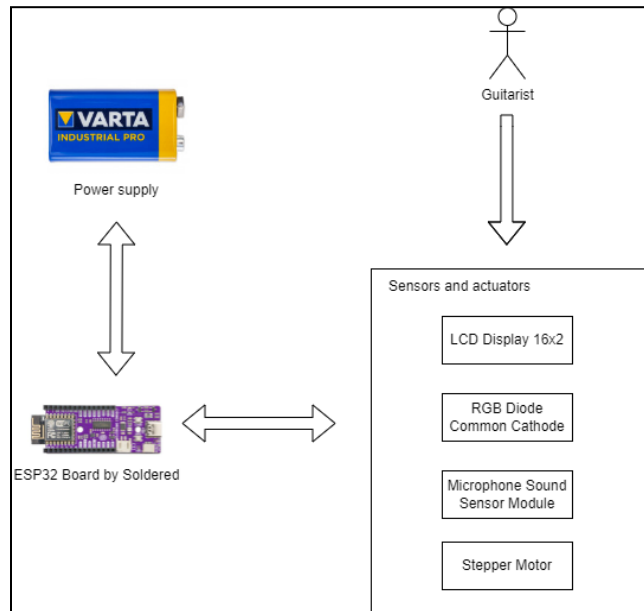 VARTA
INDUSTRIAL PRO
Power supply
Guitarist
Sensors and actuators
LCD Display 16x2
RGB Diode
Common Cathode
Microphone Sound
Sensor Module
Stepper Motor
ESP32 Board by Soldered